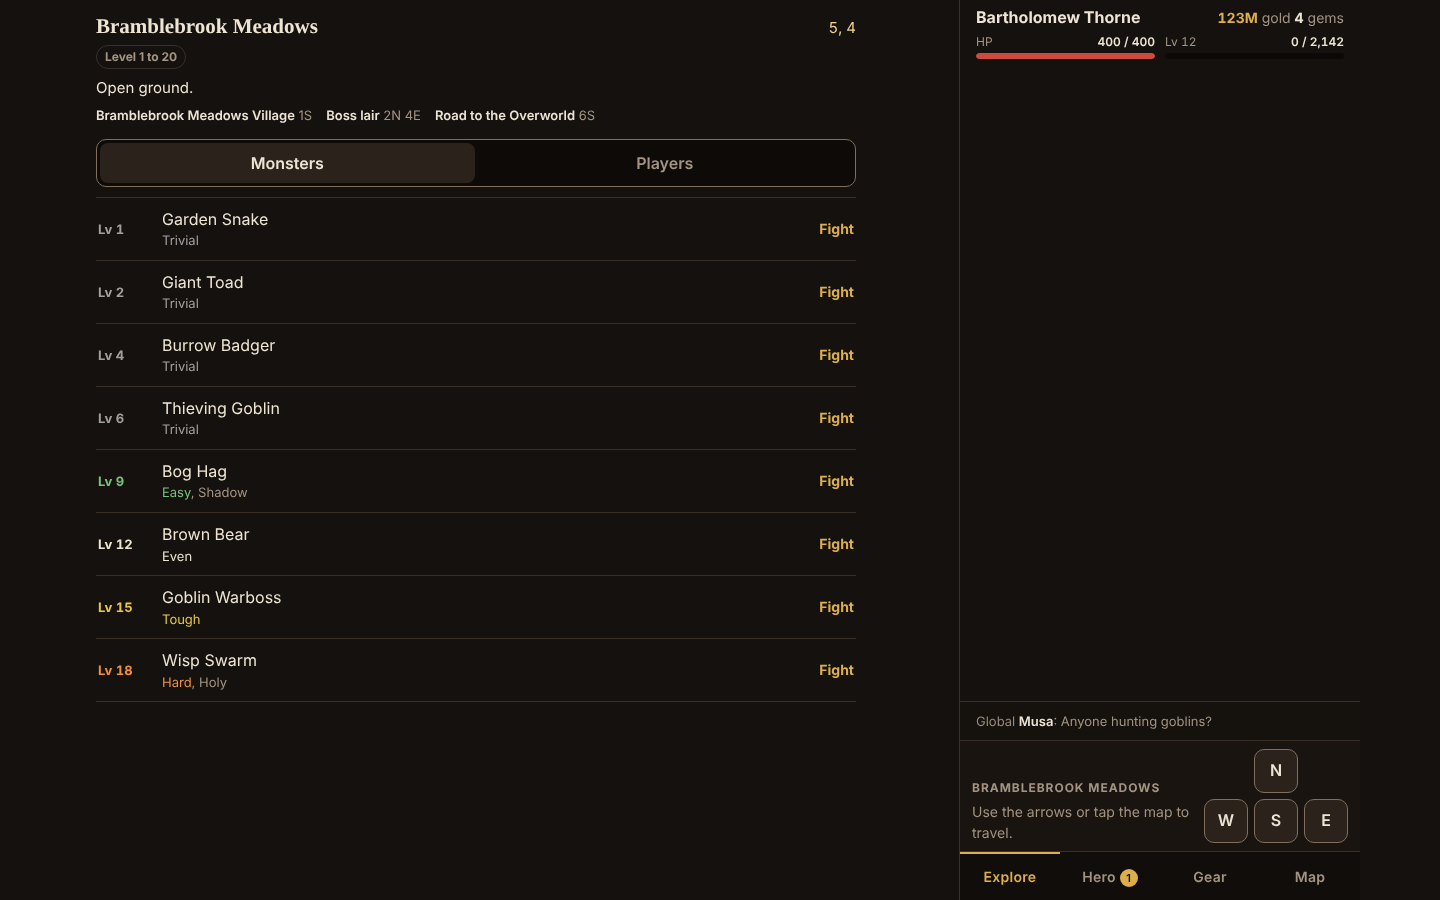 Bramblebrook Meadows
5, 4
Level 1 to 20
Open ground.
Bramblebrook Meadows Village 1S Boss lair 2N 4E Road to the Overworld 6S
Monsters Players
Lv 1 Garden Snake Fight
Trivial
Lv 2 Giant Toad Fight
Trivial
Lv 4 Burrow Badger Fight
Trivial
Lv 6 Thieving Goblin Fight
Trivial
Lv 9 Bog Hag Fight
Easy, Shadow
Lv 12 Brown Bear Fight
Even
Lv 15 Goblin Warboss Fight
Tough
Lv 18 Wisp Swarm Fight
Hard, Holy
Bartholomew Thorne 123M gold 4 gems
HP 400 / 400 Lv 12 0 / 2,142
Global Musa: Anyone hunting goblins?
BRAMBLEBROOK MEADOWS
Use the arrows or tap the map to
travel.
N
W S E
Explore Hero 1 Gear Map